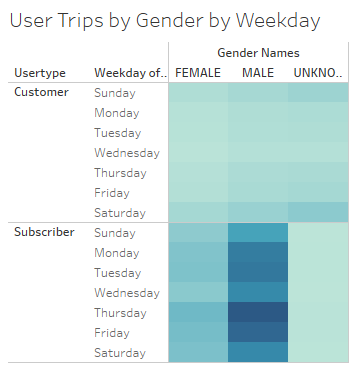 User Trips by Gender by Weekday
Gender Names
Usertype Weekday of.. FEMALE MALE UNKNO..
Customer Sunday
Monday
Tuesday
Wednesday
Thursday
Friday
Saturday
Subscriber Sunday
Monday
Tuesday
Wednesday
Thursday
Friday
Saturday